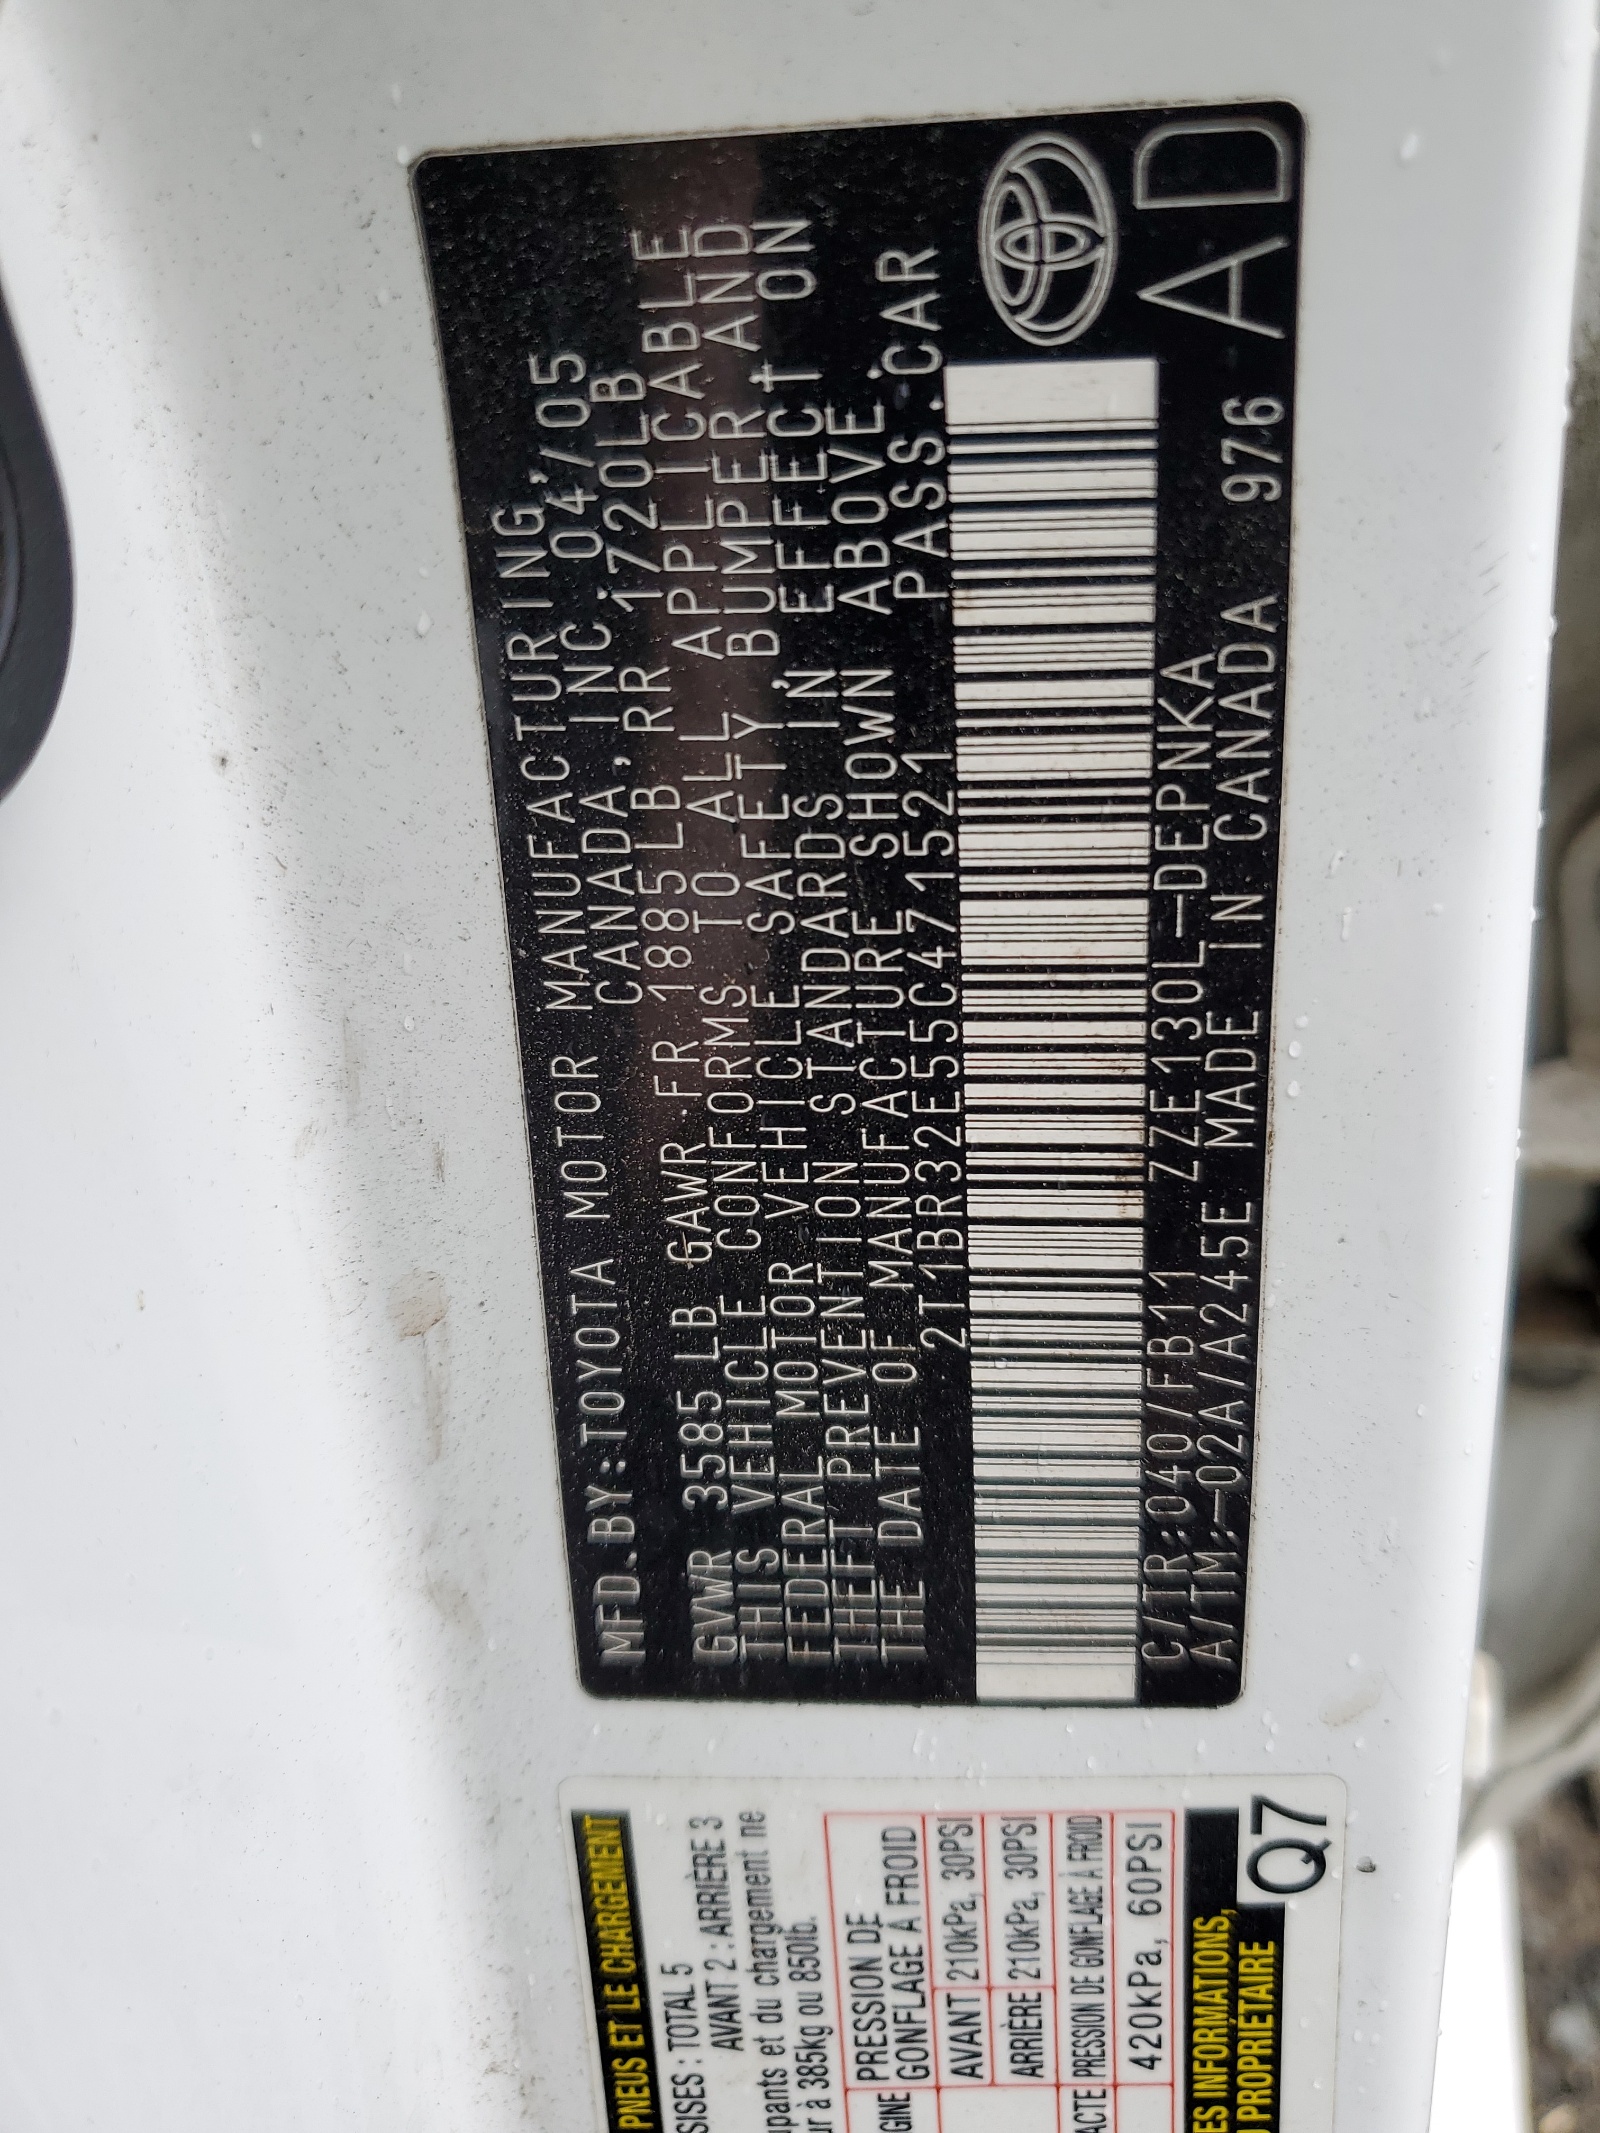 MFD.BY:TOYOTA MOTOR MANUFACTURING,
CANADA,INC 04/05
GVWR 3585 LB GAWR FR 1885LB,RR 1720LB
THIS VEHICLE CONFORMS TO ALL APPLICABLE
FEDERAL MOTOR VEHICLE SAFETY, BUMPER, AND
THEFT PREVENTION STANDARDS IN EFFECT ON
THE DATE OF MANUFACTURE SHOWN ABOVE.
2T1BR32E55C471521 PASS.CAR
C/TR:040/FB11 ZZE130L-DEPNKA
A/TM:-02A/A245E MADE IN CANADA 976 AD
PNEUS ET LE CHARGEMENT
SISES : TOTAL 5
AVANT 2 : ARRIÈRE 3
upants et du chargement ne
ur à 385kg ou 850lb.
GINE PRESSION DE
GONFLAGE À FROID
AVANT 210kPa, 30PSI
ARRIÈRE 210kPa, 30PSI
ACTE PRESSION DE GONFLAGE À FROID
420kPa, 60PSI
ES INFORMATIONS,
U PROPRIÉTAIRE
Q7